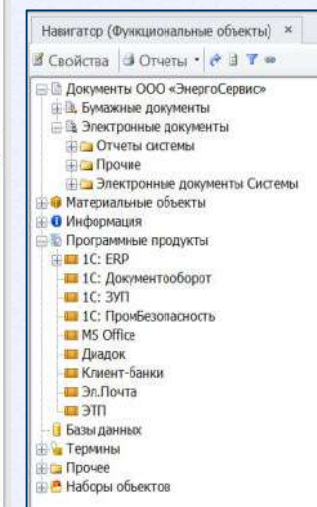 Навигатор (Функциональные объекты) ×
Свойства Отчеты
Документы ООО «ЭнергоСервис»
Бумажные документы
Электронные документы
Отчеты системы
Прочие
Электронные документы Системы
Материальные объекты
Информация
Программные продукты
1С: ERP
1С: Документооборот
1С: ЗУП
1С: ПромБезопасность
MS Office
Диадок
Клиент-банки
Эл.Почта
ЭТП
Базы данных
Термины
Прочее
Наборы объектов